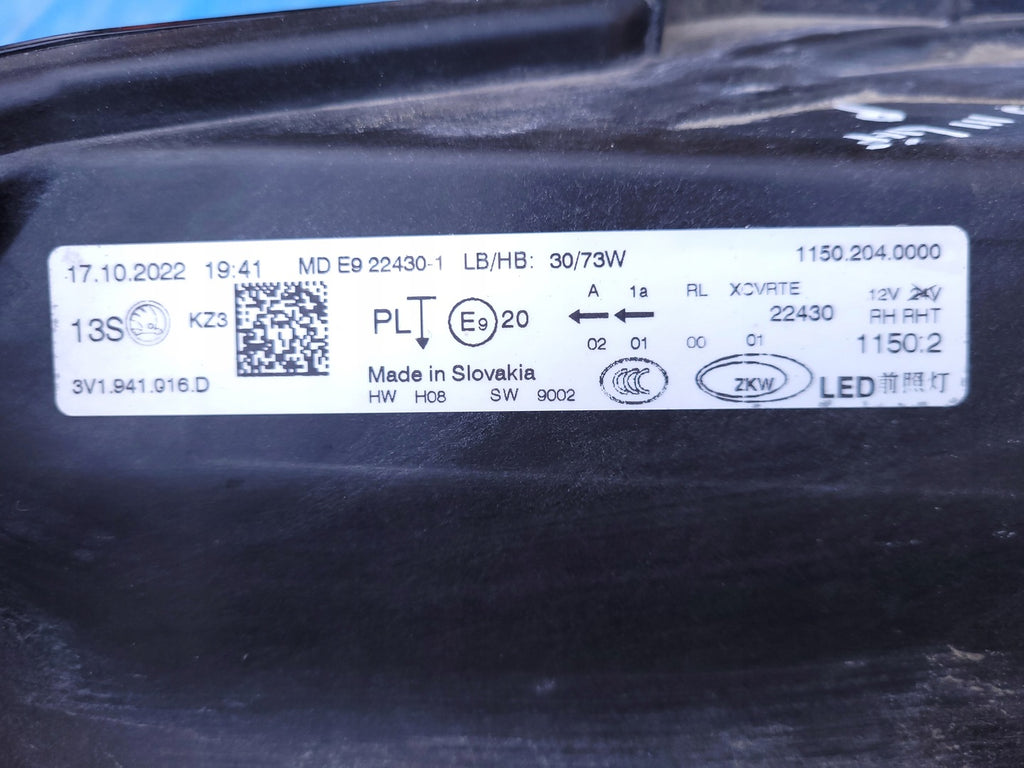 17.10.2022 19:41 MD E9 22430-1 LB/HB: 30/73W 1150.204.0000
A 1a RL XCVRTE 12V 24V
13S KZ3 PL E9 20 22430 RH RHT
02 01 00 01 1150.2
3V1.941.016.D Made in Slovakia CCC ZKW LED 前照灯
HW H08 SW 9002